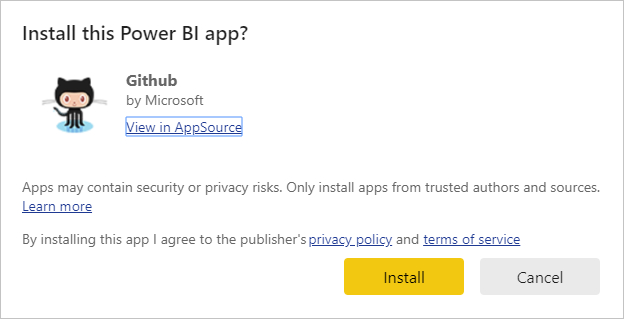 Install this Power BI app?
Github
by Microsoft
View in AppSource
Apps may contain security or privacy risks. Only install apps from trusted authors and sources.
Learn more
By installing this app I agree to the publisher's privacy policy and terms of service
Install
Cancel